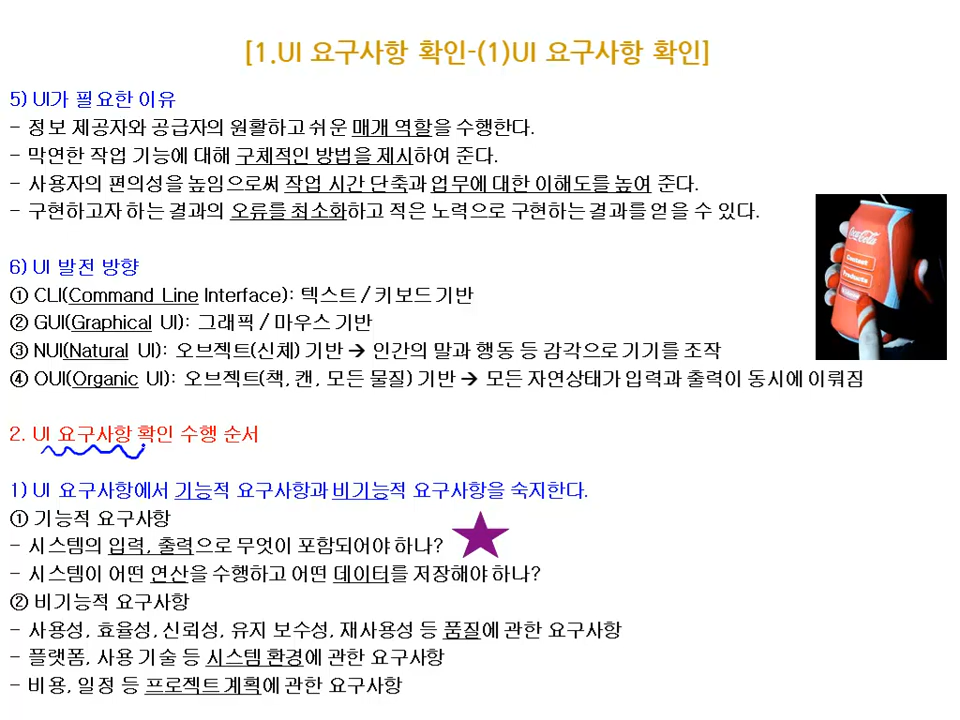 [1.UI 요구사항 확인-(1)UI 요구사항 확인]
5) UI가 필요한 이유
- 정보 제공자와 공급자의 원활하고 쉬운 매개 역할을 수행한다.
- 막연한 작업 기능에 대해 구체적인 방법을 제시하여 준다.
- 사용자의 편의성을 높임으로써 작업 시간 단축과 업무에 대한 이해도를 높여 준다.
- 구현하고자 하는 결과의 오류를 최소화하고 적은 노력으로 구현하는 결과를 얻을 수 있다.
6) UI 발전 방향
① CLI(Command Line Interface): 텍스트 / 키보드 기반
② GUI(Graphical UI): 그래픽 / 마우스 기반
③ NUI(Natural UI): 오브젝트(신체) 기반 → 인간의 말과 행동 등 감각으로 기기를 조작
④ OUI(Organic UI): 오브젝트(책, 캔, 모든 물질) 기반 → 모든 자연상태가 입력과 출력이 동시에 이뤄짐
Coca-Cola
Contact
Products
2. UI 요구사항 확인 수행 순서
1) UI 요구사항에서 기능적 요구사항과 비기능적 요구사항을 숙지한다.
① 기능적 요구사항
- 시스템의 입력, 출력으로 무엇이 포함되어야 하나?
- 시스템이 어떤 연산을 수행하고 어떤 데이터를 저장해야 하나?
② 비기능적 요구사항
- 사용성, 효율성, 신뢰성, 유지 보수성, 재사용성 등 품질에 관한 요구사항
- 플랫폼, 사용 기술 등 시스템 환경에 관한 요구사항
- 비용, 일정 등 프로젝트 계획에 관한 요구사항